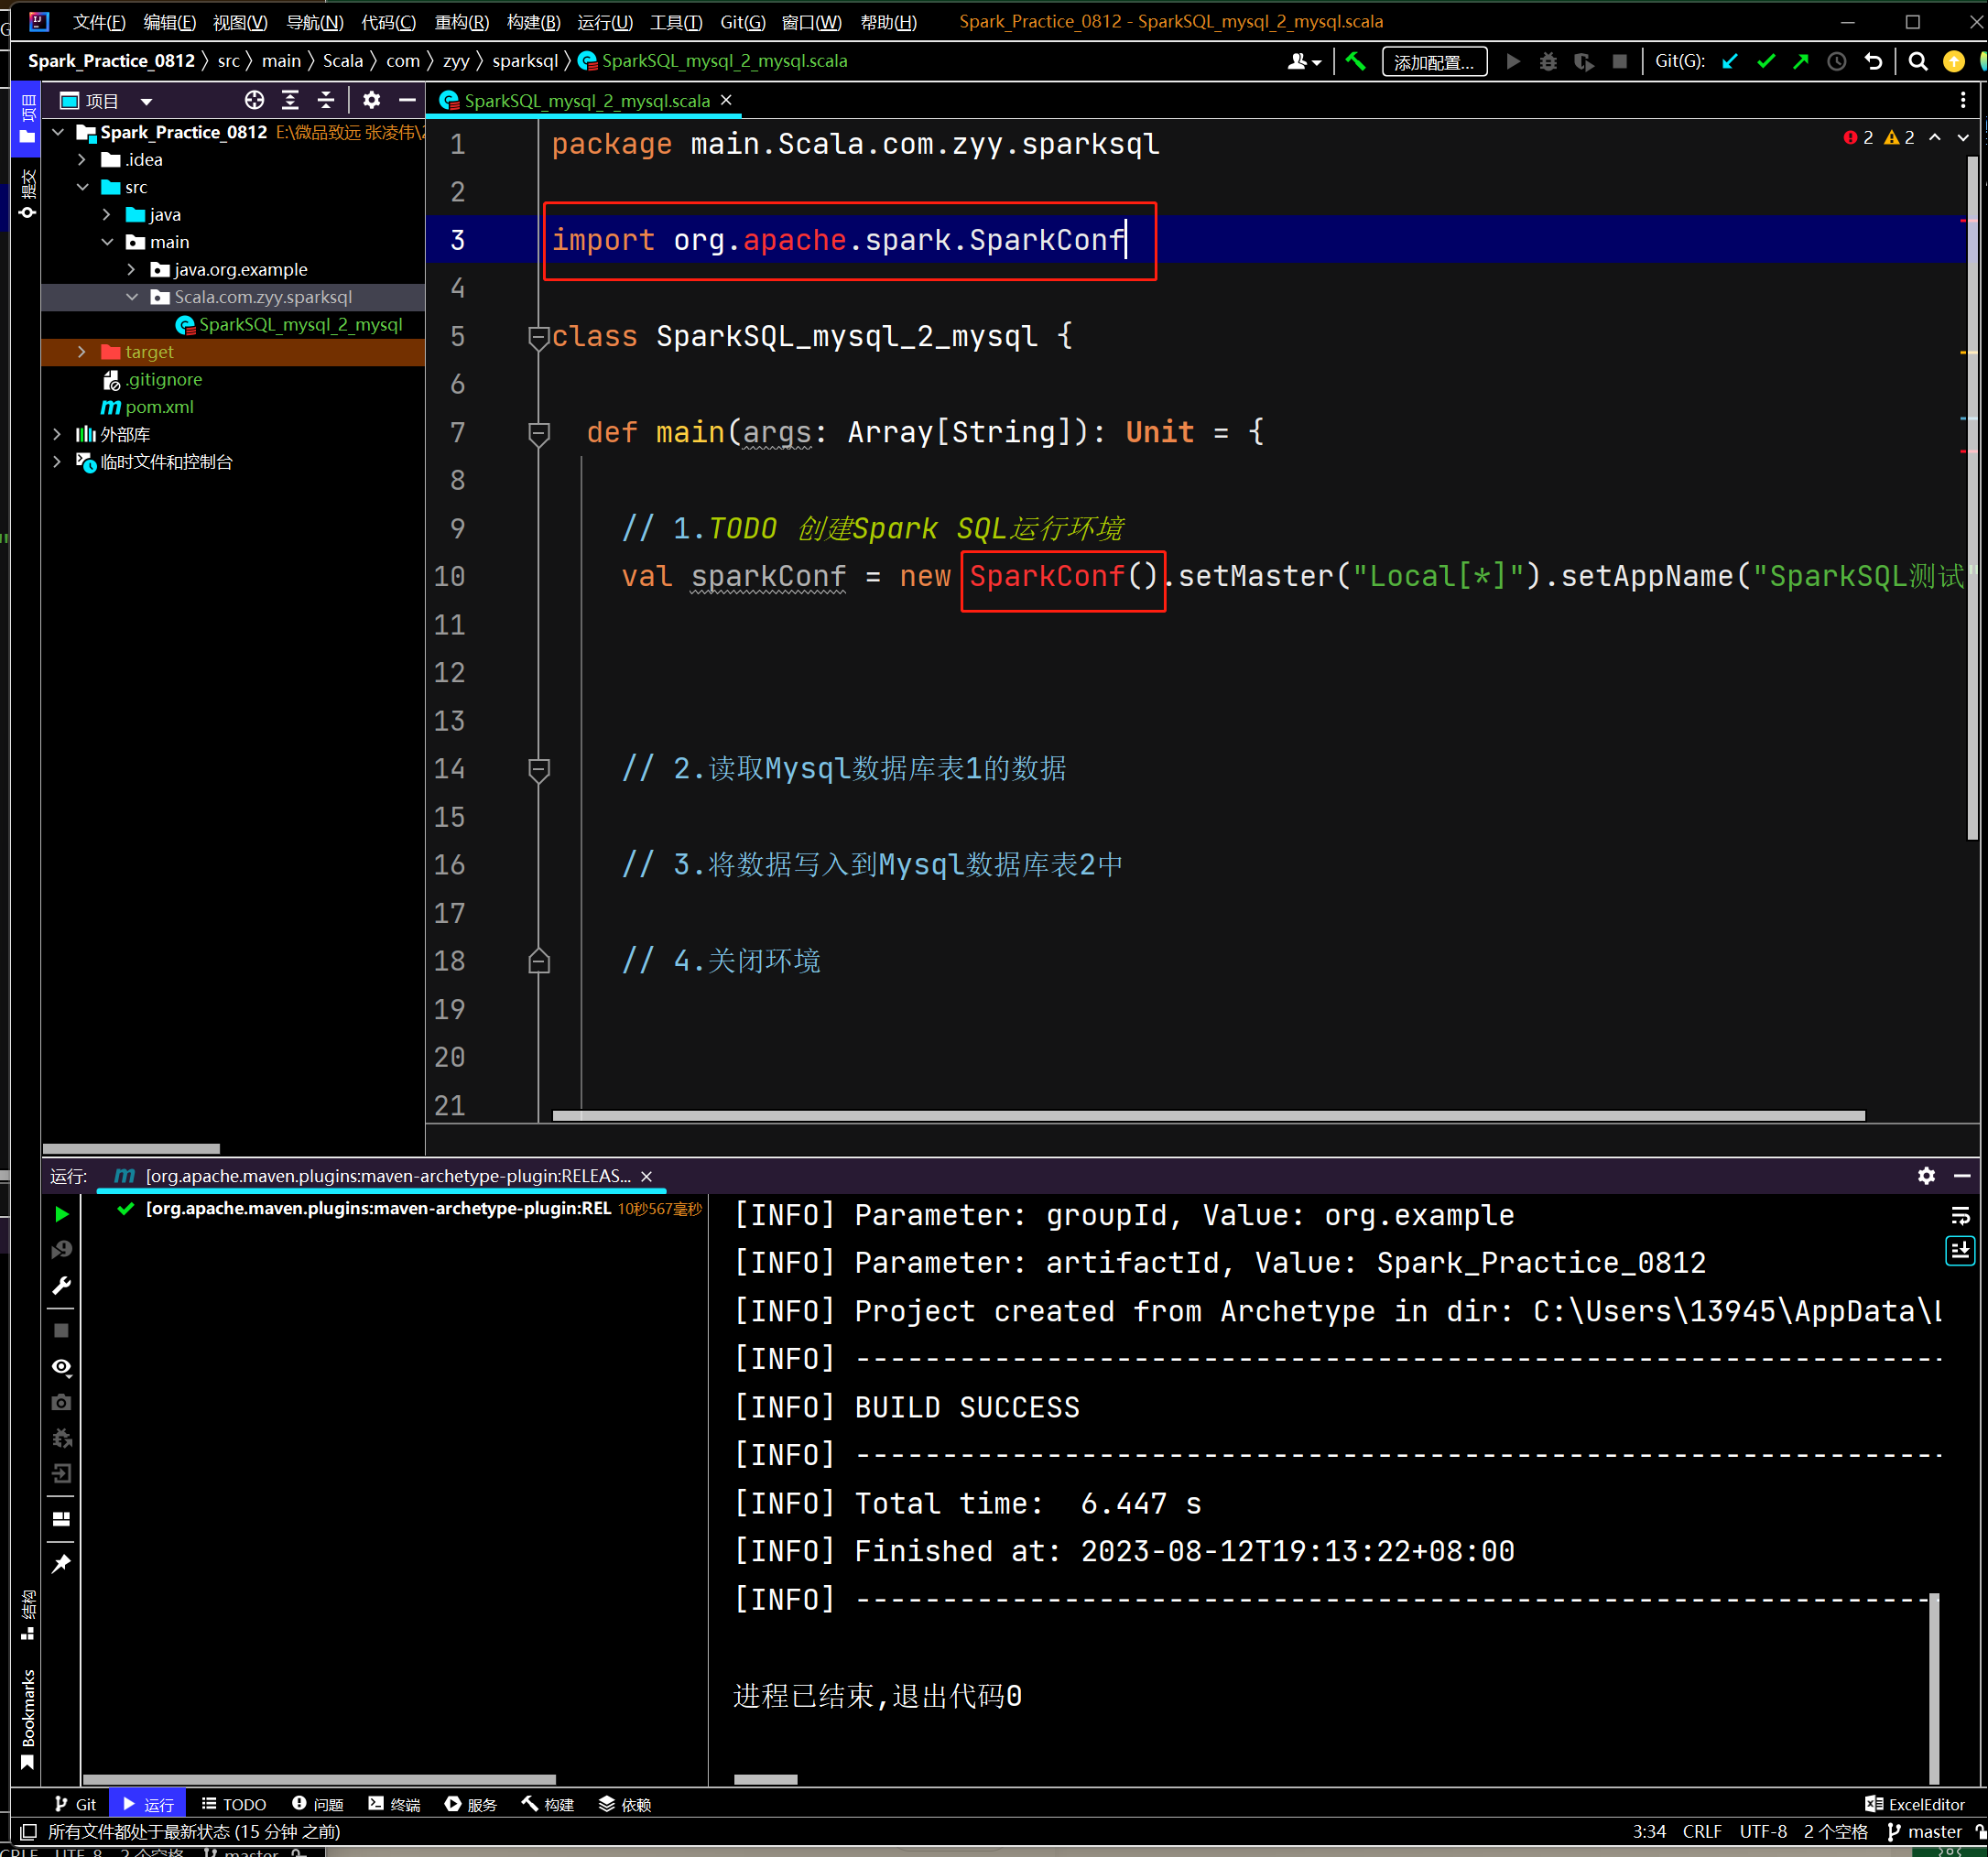 文件(F) 编辑(E) 视图(V) 导航(N) 代码(C) 重构(R) 构建(B) 运行(U) 工具(T) Git(G) 窗口(W) 帮助(H) Spark_Practice_0812 - SparkSQL_mysql_2_mysql.scala
Spark_Practice_0812 src main Scala com zyy sparksql SparkSQL_mysql_2_mysql.scala 添加配置... Git(G):
项目
提交
项目
Spark_Practice_0812 E:\微品致远 张凌伟\2
.idea
src
java
main
java.org.example
Scala.com.zyy.sparksql
SparkSQL_mysql_2_mysql
target
.gitignore
pom.xml
外部库
临时文件和控制台
SparkSQL_mysql_2_mysql.scala
2 2
1 package main.Scala.com.zyy.sparksql
2
3 import org.apache.spark.SparkConf
4
5 class SparkSQL_mysql_2_mysql {
6
7 def main(args: Array[String]): Unit = {
8
9 // 1.TODO 创建Spark SQL运行环境
10 val sparkConf = new SparkConf().setMaster("Local[*]").setAppName("SparkSQL测试"
11
12
13
14 // 2.读取Mysql数据库表1的数据
15
16 // 3.将数据写入到Mysql数据库表2中
17
18 // 4.关闭环境
19
20
21
运行: [org.apache.maven.plugins:maven-archetype-plugin:RELEAS...
[org.apache.maven.plugins:maven-archetype-plugin:REL 10秒567毫秒
[INFO] Parameter: groupId, Value: org.example
[INFO] Parameter: artifactId, Value: Spark_Practice_0812
[INFO] Project created from Archetype in dir: C:\Users\13945\AppData\L
[INFO] ---------------------------------------------------------------
[INFO] BUILD SUCCESS
[INFO] ---------------------------------------------------------------
[INFO] Total time:  6.447 s
[INFO] Finished at: 2023-08-12T19:13:22+08:00
[INFO] ---------------------------------------------------------------
进程已结束,退出代码0
结构
Bookmarks
Git 运行 TODO 问题 终端 服务 构建 依赖 ExcelEditor
所有文件都处于最新状态 (15 分钟 之前) 3:34 CRLF UTF-8 2 个空格 master
CRLF UTF-8 2 个空格 master